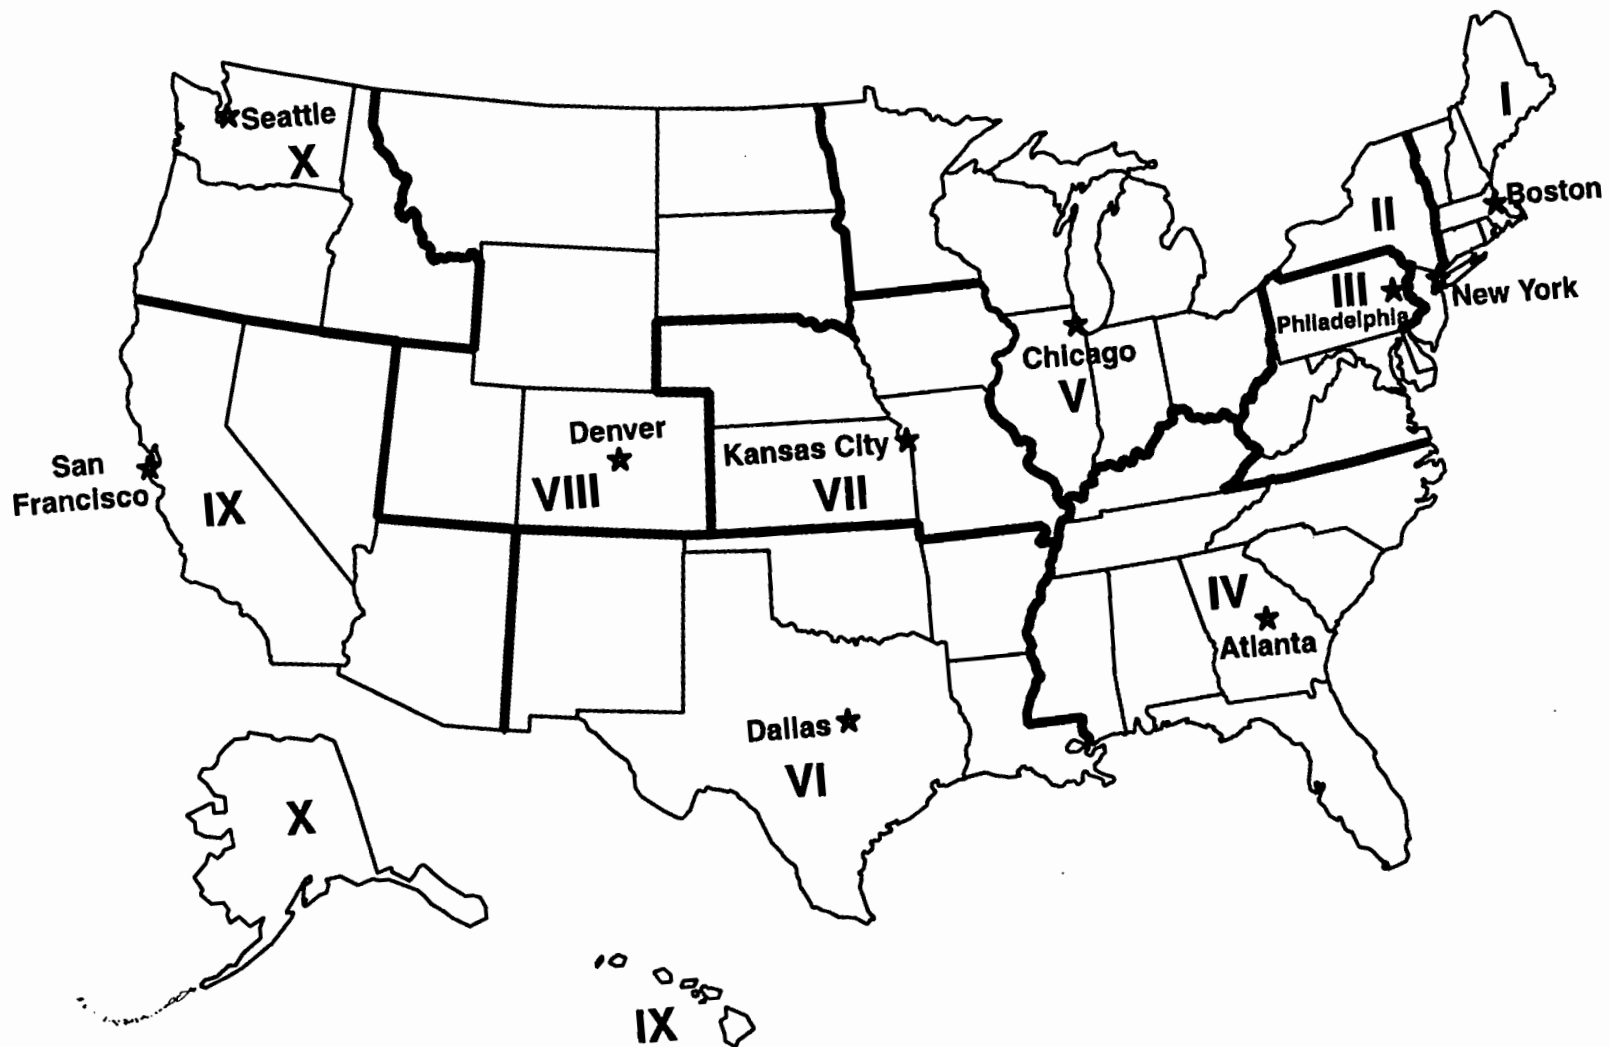 I
Seattle
X
Boston
II
III
New York
Philadelphia
Chicago
V
Denver
Kansas City
San
Francisco
VIII
VII
IX
IV
Atlanta
Dallas
VI
X
IX